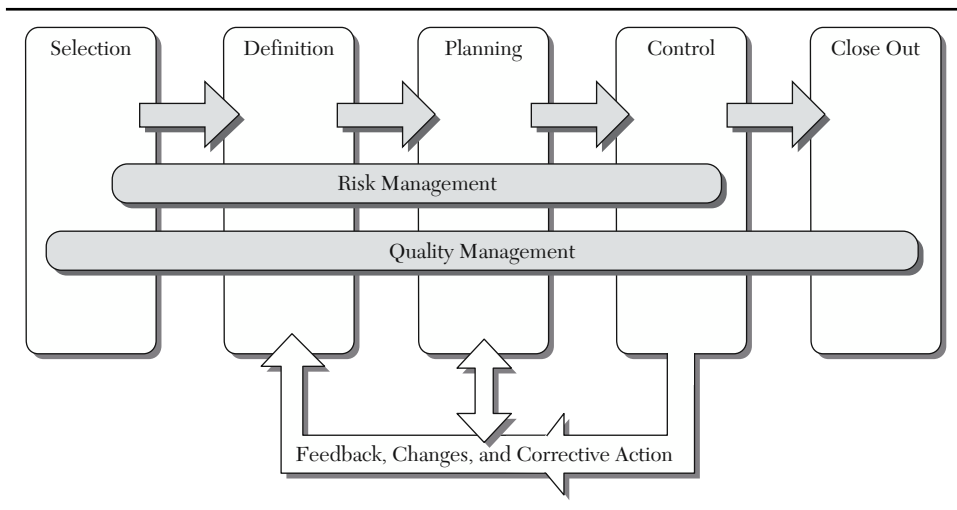 Selection
Definition
Planning
Control
Close Out
Risk Management
Quality Management
Feedback, Changes, and Corrective Action